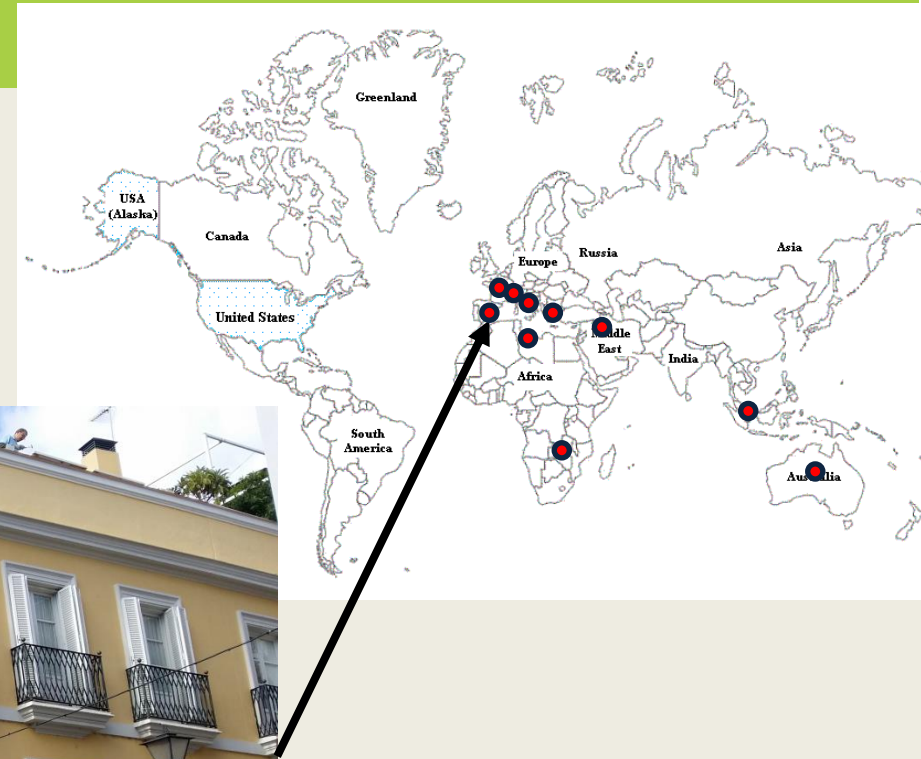 Greenland
USA
(Alaska)
Canada
Europe
Russia
Asia
United States
Middle
East
India
Africa
South
America
Australia